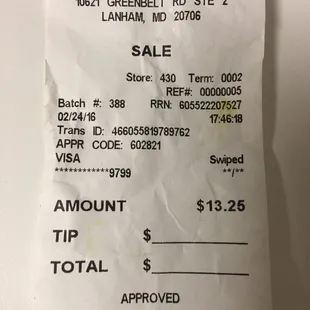 10621 GREENBELT RD STE 2
LANHAM, MD 20706
SALE
Store: 430 Term: 0002
REF#: 00000005
Batch #: 388 RRN: 605522207527
02/24/16 17:46:18
Trans ID: 466055819789762
APPR CODE: 602821
VISA Swiped
************9799 **/**
AMOUNT $13.25
TIP $
TOTAL $
APPROVED